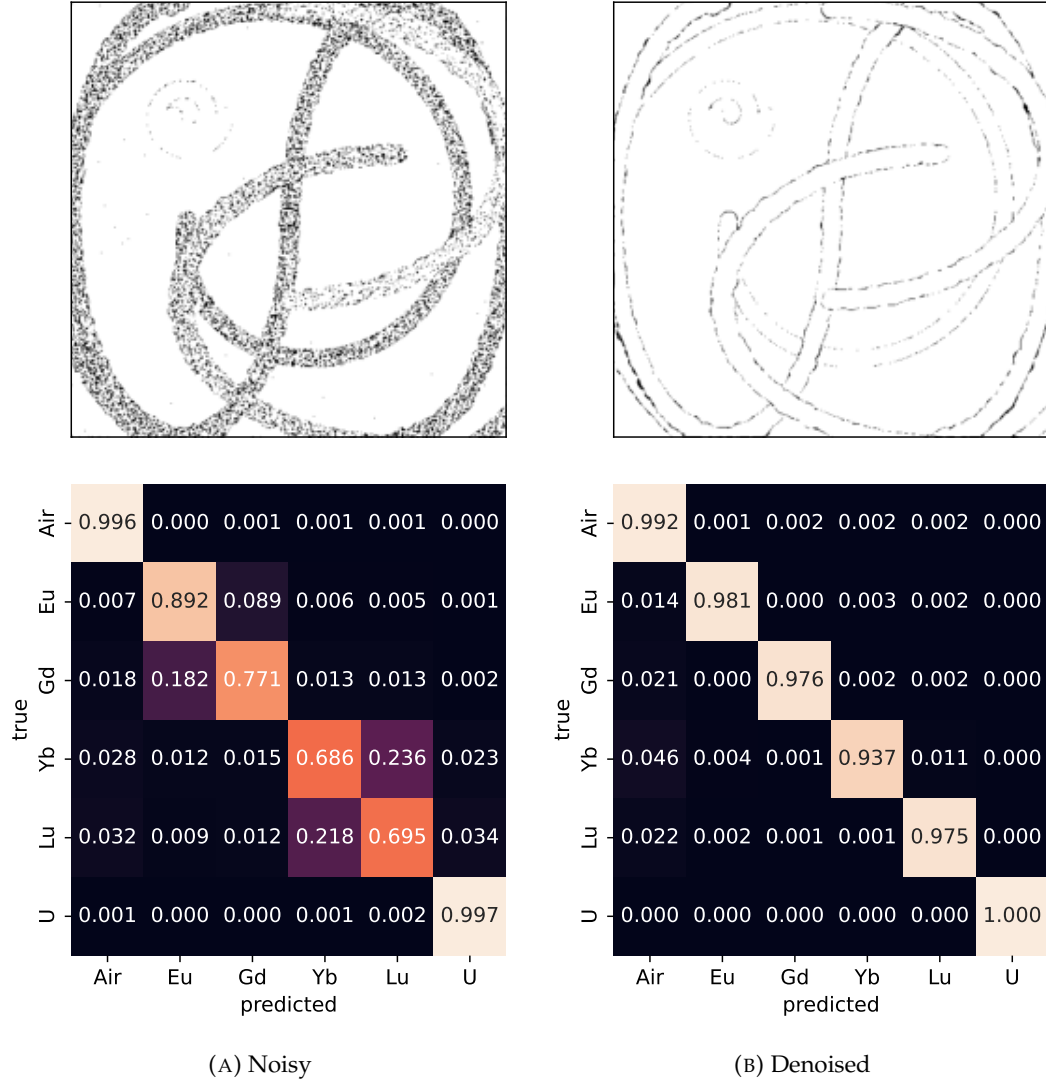 Air 0.996 0.000 0.001 0.001 0.001 0.000
Eu 0.007 0.892 0.089 0.006 0.005 0.001
Gd 0.018 0.182 0.771 0.013 0.013 0.002
true
Yb 0.028 0.012 0.015 0.686 0.236 0.023
Lu 0.032 0.009 0.012 0.218 0.695 0.034
U 0.001 0.000 0.000 0.001 0.002 0.997
Air Eu Gd Yb Lu U
predicted
(A) Noisy
Air 0.992 0.001 0.002 0.002 0.002 0.000
Eu 0.014 0.981 0.000 0.003 0.002 0.000
Gd 0.021 0.000 0.976 0.002 0.002 0.000
true
Yb 0.046 0.004 0.001 0.937 0.011 0.000
Lu 0.022 0.002 0.001 0.001 0.975 0.000
U 0.000 0.000 0.000 0.000 0.000 1.000
Air Eu Gd Yb Lu U
predicted
(B) Denoised